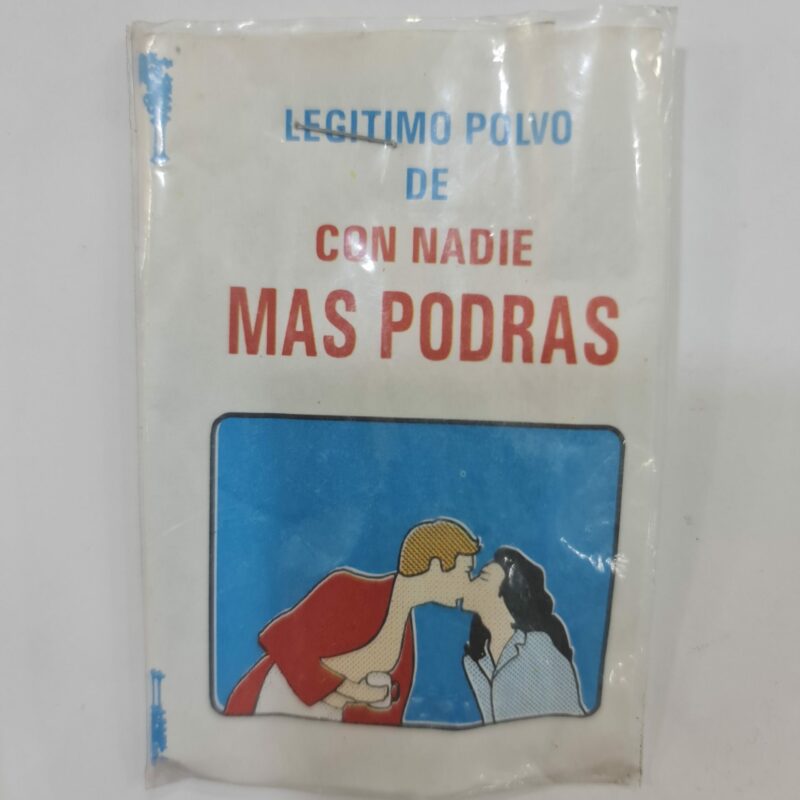 LEGITIMO POLVO
DE
CON NADIE
MAS PODRAS